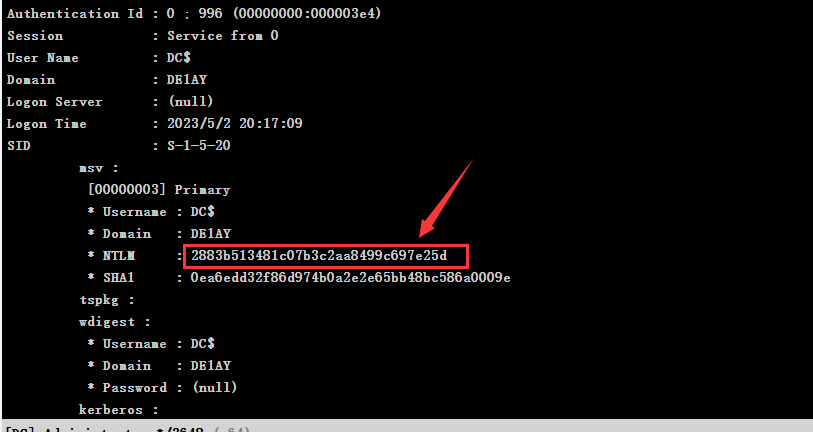 Authentication Id : 0 ; 996 (00000000:000003e4)
Session : Service from 0
User Name : DC$
Domain : DE1AY
Logon Server : (null)
Logon Time : 2023/5/2 20:17:09
SID : S-1-5-20
msv :
[00000003] Primary
* Username : DC$
* Domain : DE1AY
* NTLM : 2883b513481c07b3c2aa8499c697e25d
* SHA1 : 0ea6edd32f86d974b0a2e2e65bb48bc586a0009e
tspkg :
wdigest :
* Username : DC$
* Domain : DE1AY
* Password : (null)
kerberos :